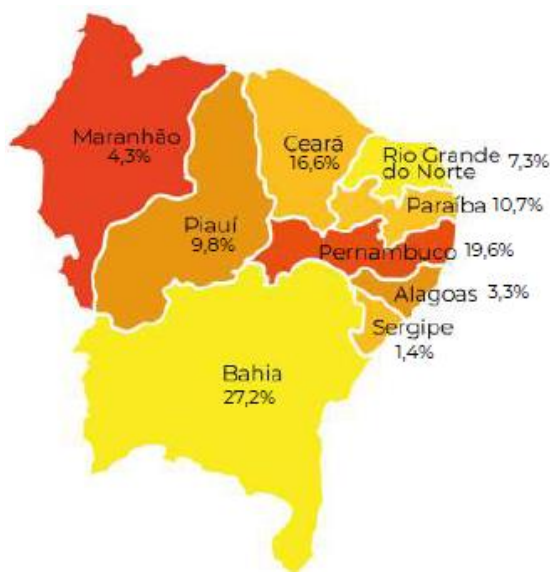 Maranhão
4,3%
Ceará
16,6%
Rio Grande
do Norte
7,3%
Paraíba 10,7%
Piauí
9,8%
Pernambuco 19,6%
Alagoas 3,3%
Sergipe
1,4%
Bahia
27,2%